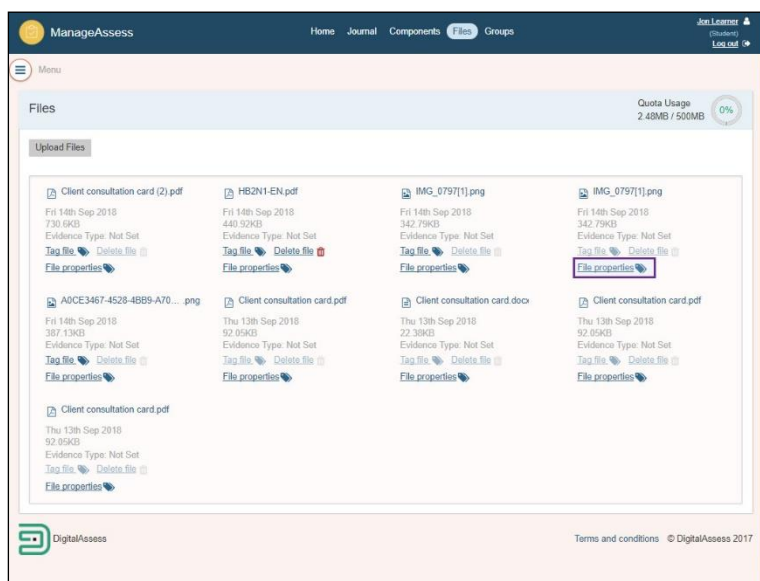 Jon Learner
ManageAssess Home Journal Components Files Groups (Student)
Log out
Menu
Files
Quota Usage
2.48MB / 500MB
0%
Upload Files
Client consultation card (2).pdf HB2N1-EN.pdf IMG_0797[1].png IMG_0797[1].png
Fri 14th Sep 2018 Fri 14th Sep 2018 Fri 14th Sep 2018 Fri 14th Sep 2018
730.6KB 440.92KB 342.79KB 342.79KB
Evidence Type: Not Set Evidence Type: Not Set Evidence Type: Not Set Evidence Type: Not Set
Tag file Delete file Tag file Delete file Tag file Delete file Tag file Delete file
File properties File properties File properties File properties
A0CE3467-4528-4BB9-A70... .png Client consultation card.pdf Client consultation card.docx Client consultation card.pdf
Fri 14th Sep 2018 Thu 13th Sep 2018 Thu 13th Sep 2018 Thu 13th Sep 2018
387.13KB 92.05KB 22.38KB 92.05KB
Evidence Type: Not Set Evidence Type: Not Set Evidence Type: Not Set Evidence Type: Not Set
Tag file Delete file Tag file Delete file Tag file Delete file Tag file Delete file
File properties File properties File properties File properties
Client consultation card.pdf
Thu 13th Sep 2018
92.05KB
Evidence Type: Not Set
Tag file Delete file
File properties
DigitalAssess Terms and conditions © DigitalAssess 2017